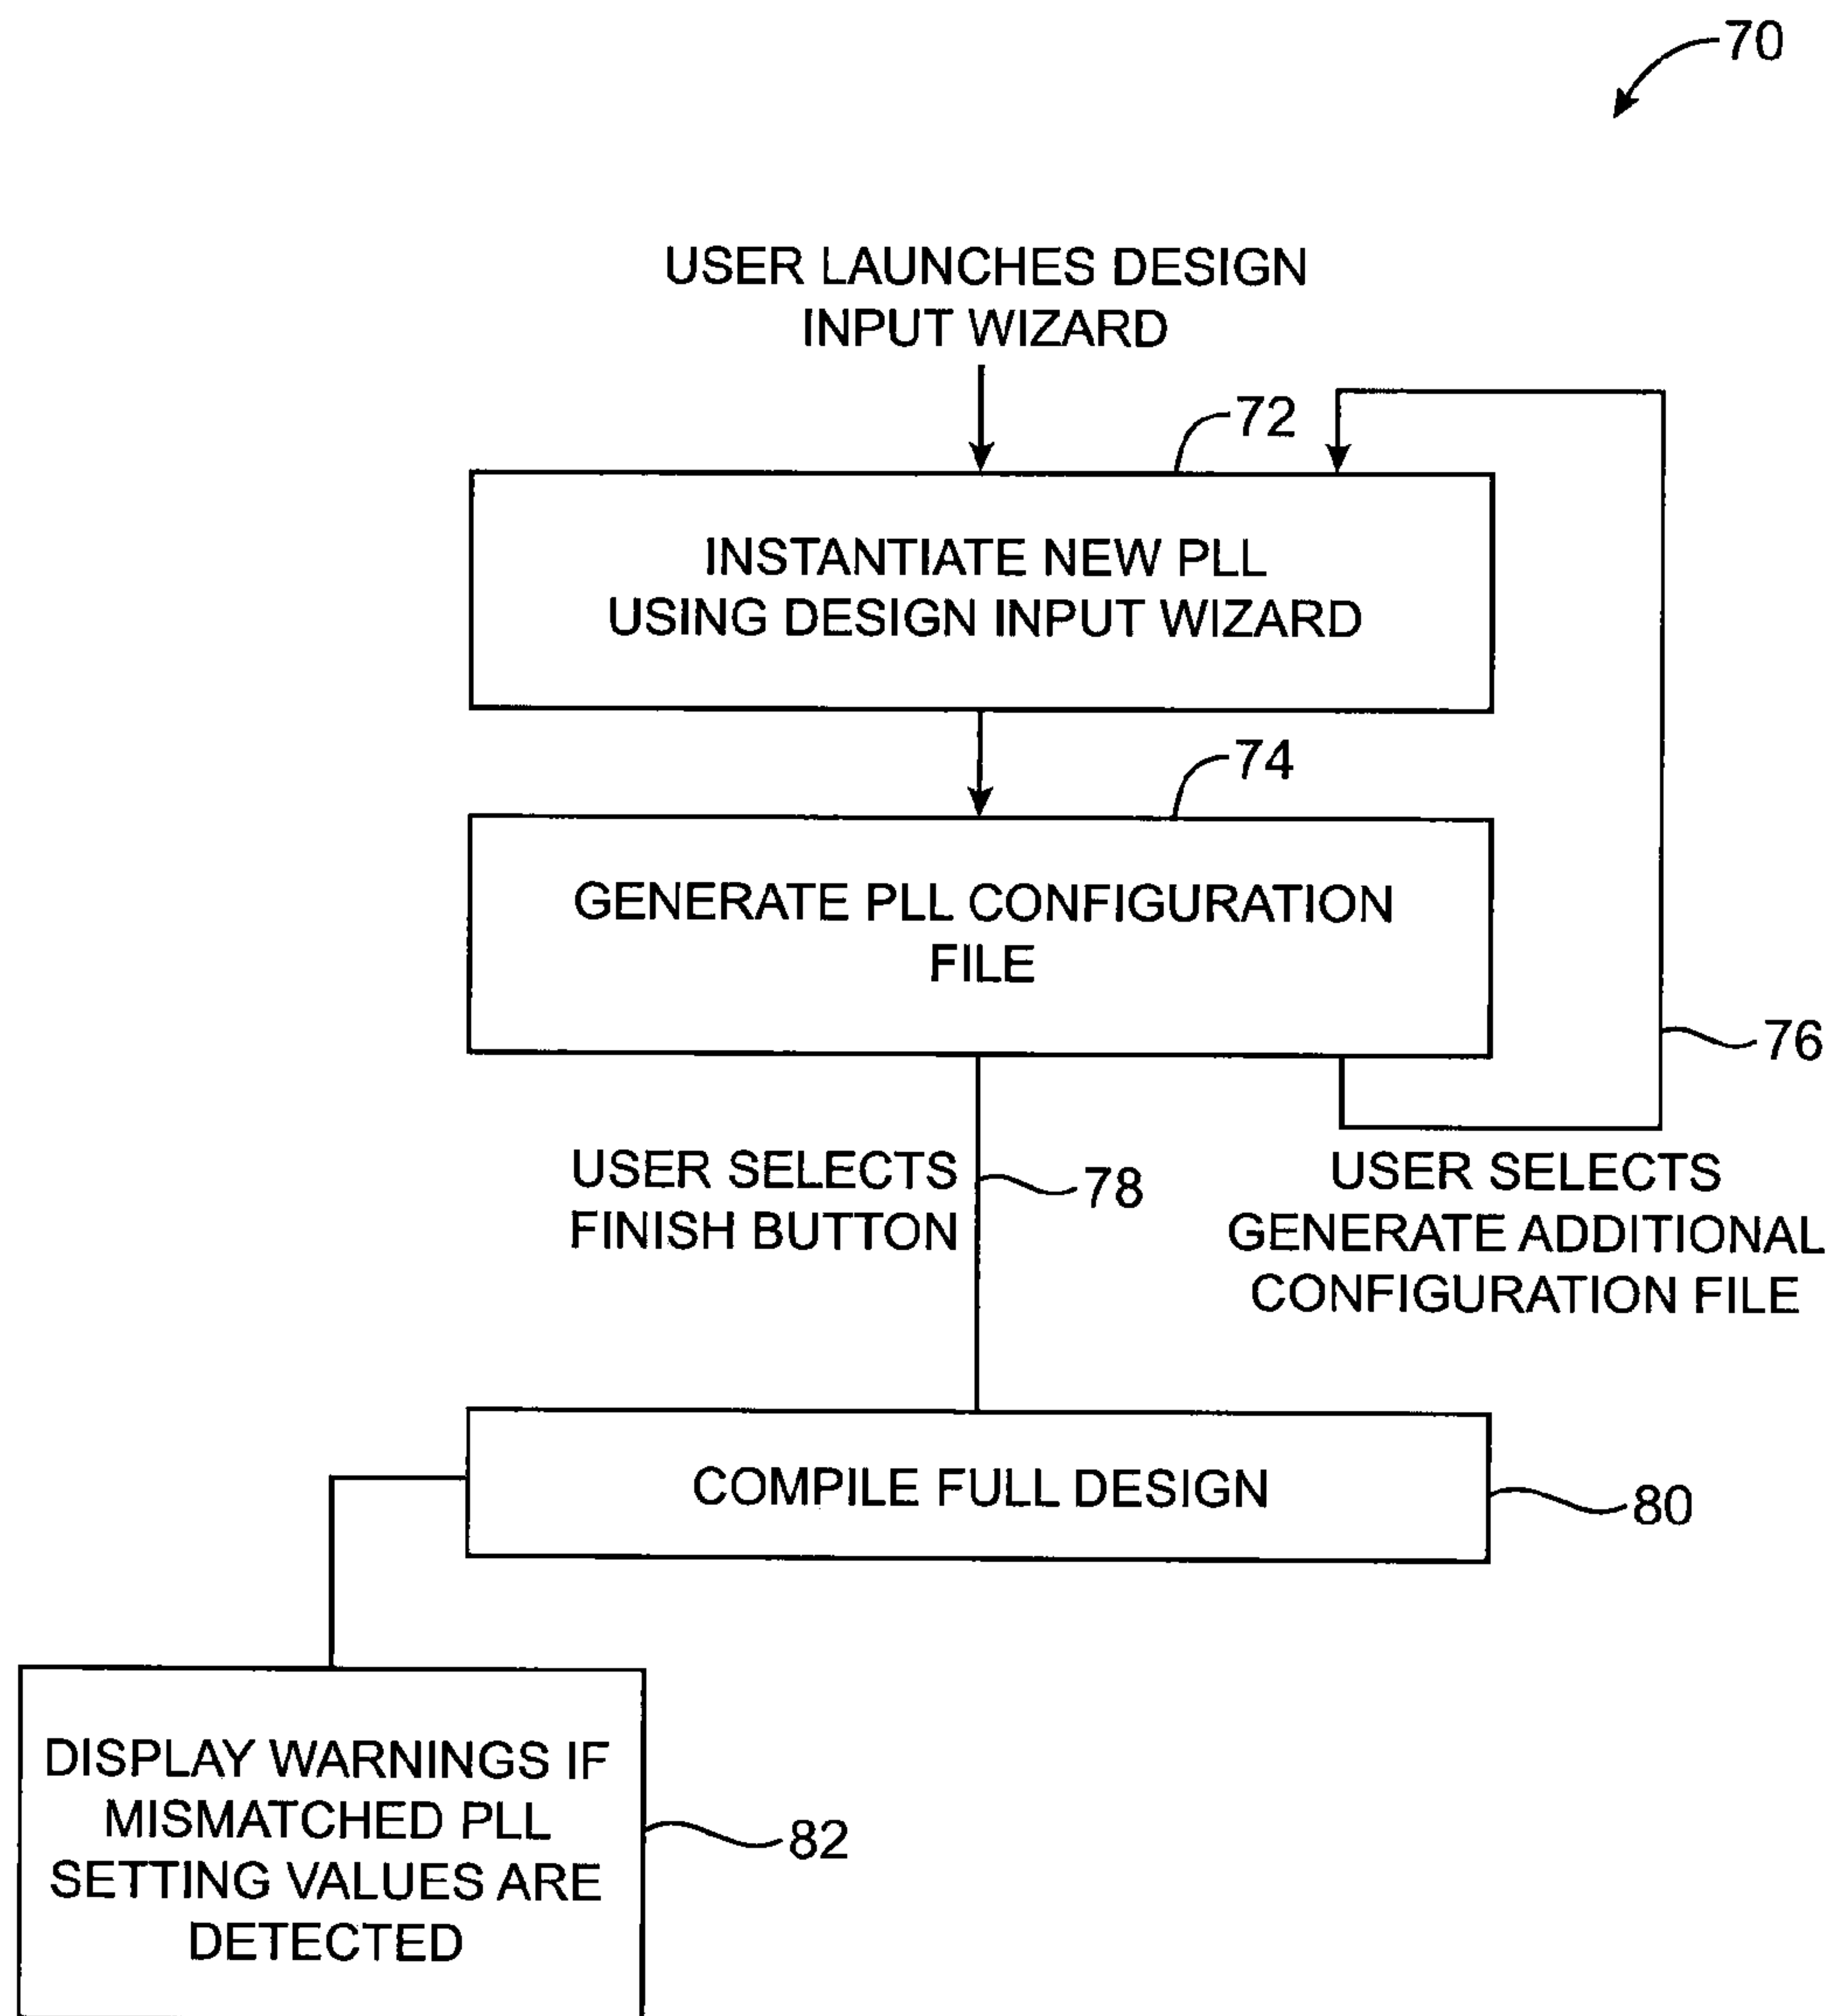 70
USER LAUNCHES DESIGN
INPUT WIZARD
72
INSTANTIATE NEW PLL
USING DESIGN INPUT WIZARD
74
GENERATE PLL CONFIGURATION
FILE
76
USER SELECTS
FINISH BUTTON
78
USER SELECTS
GENERATE ADDITIONAL
CONFIGURATION FILE
COMPILE FULL DESIGN
80
DISPLAY WARNINGS IF
MISMATCHED PLL
SETTING VALUES ARE
DETECTED
82